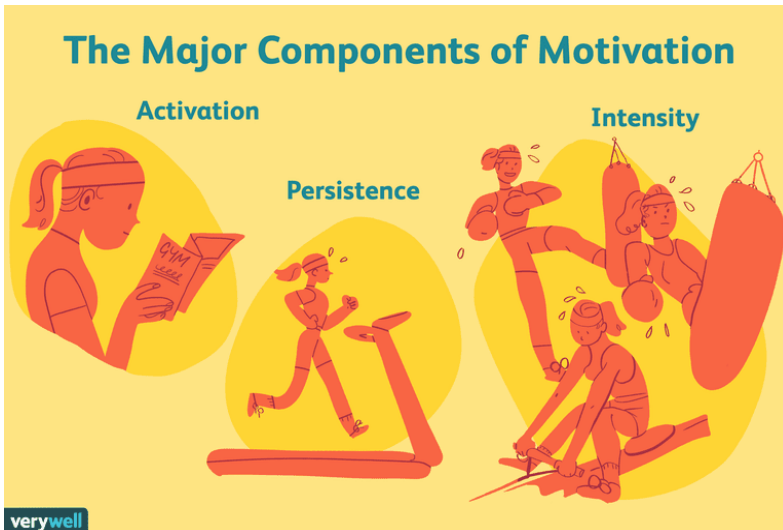 The Major Components of Motivation
Activation
Intensity
Persistence
GYM
verywell